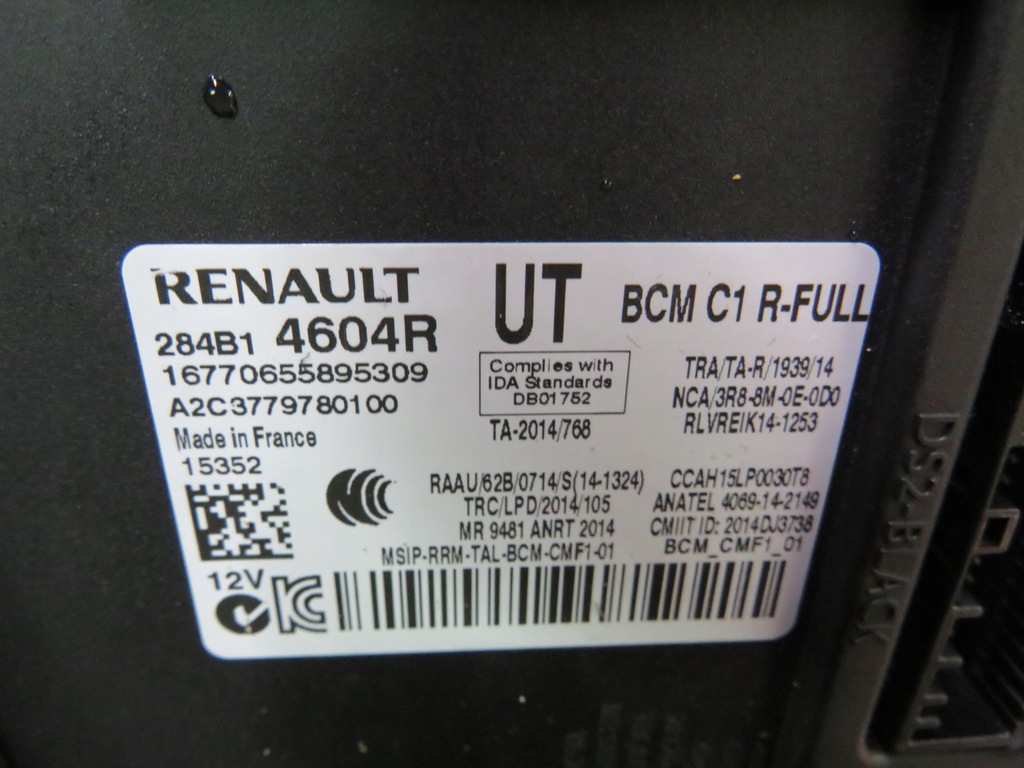 RENAULT
284B1 4604R
16770655895309
A2C3779780100
Made in France
15352
12V
UT
BCM C1 R-FULL
Complies with
IDA Standards
DB01752
TA-2014/768
TRA/TA-R/1939/14
NCA/3R8-8M-0E-0D0
RLVREIK14-1253
RAAU/62B/0714/S(14-1324)
TRC/LPD/2014/105
MR 9481 ANRT 2014
MSIP-RRM-TAL-BCM-CMF1-01
CCAH15LP0030T8
ANATEL 4069-14-2149
CMIIT ID: 2014DJ3738
BCM_CMF1_01
DS2-BLACK